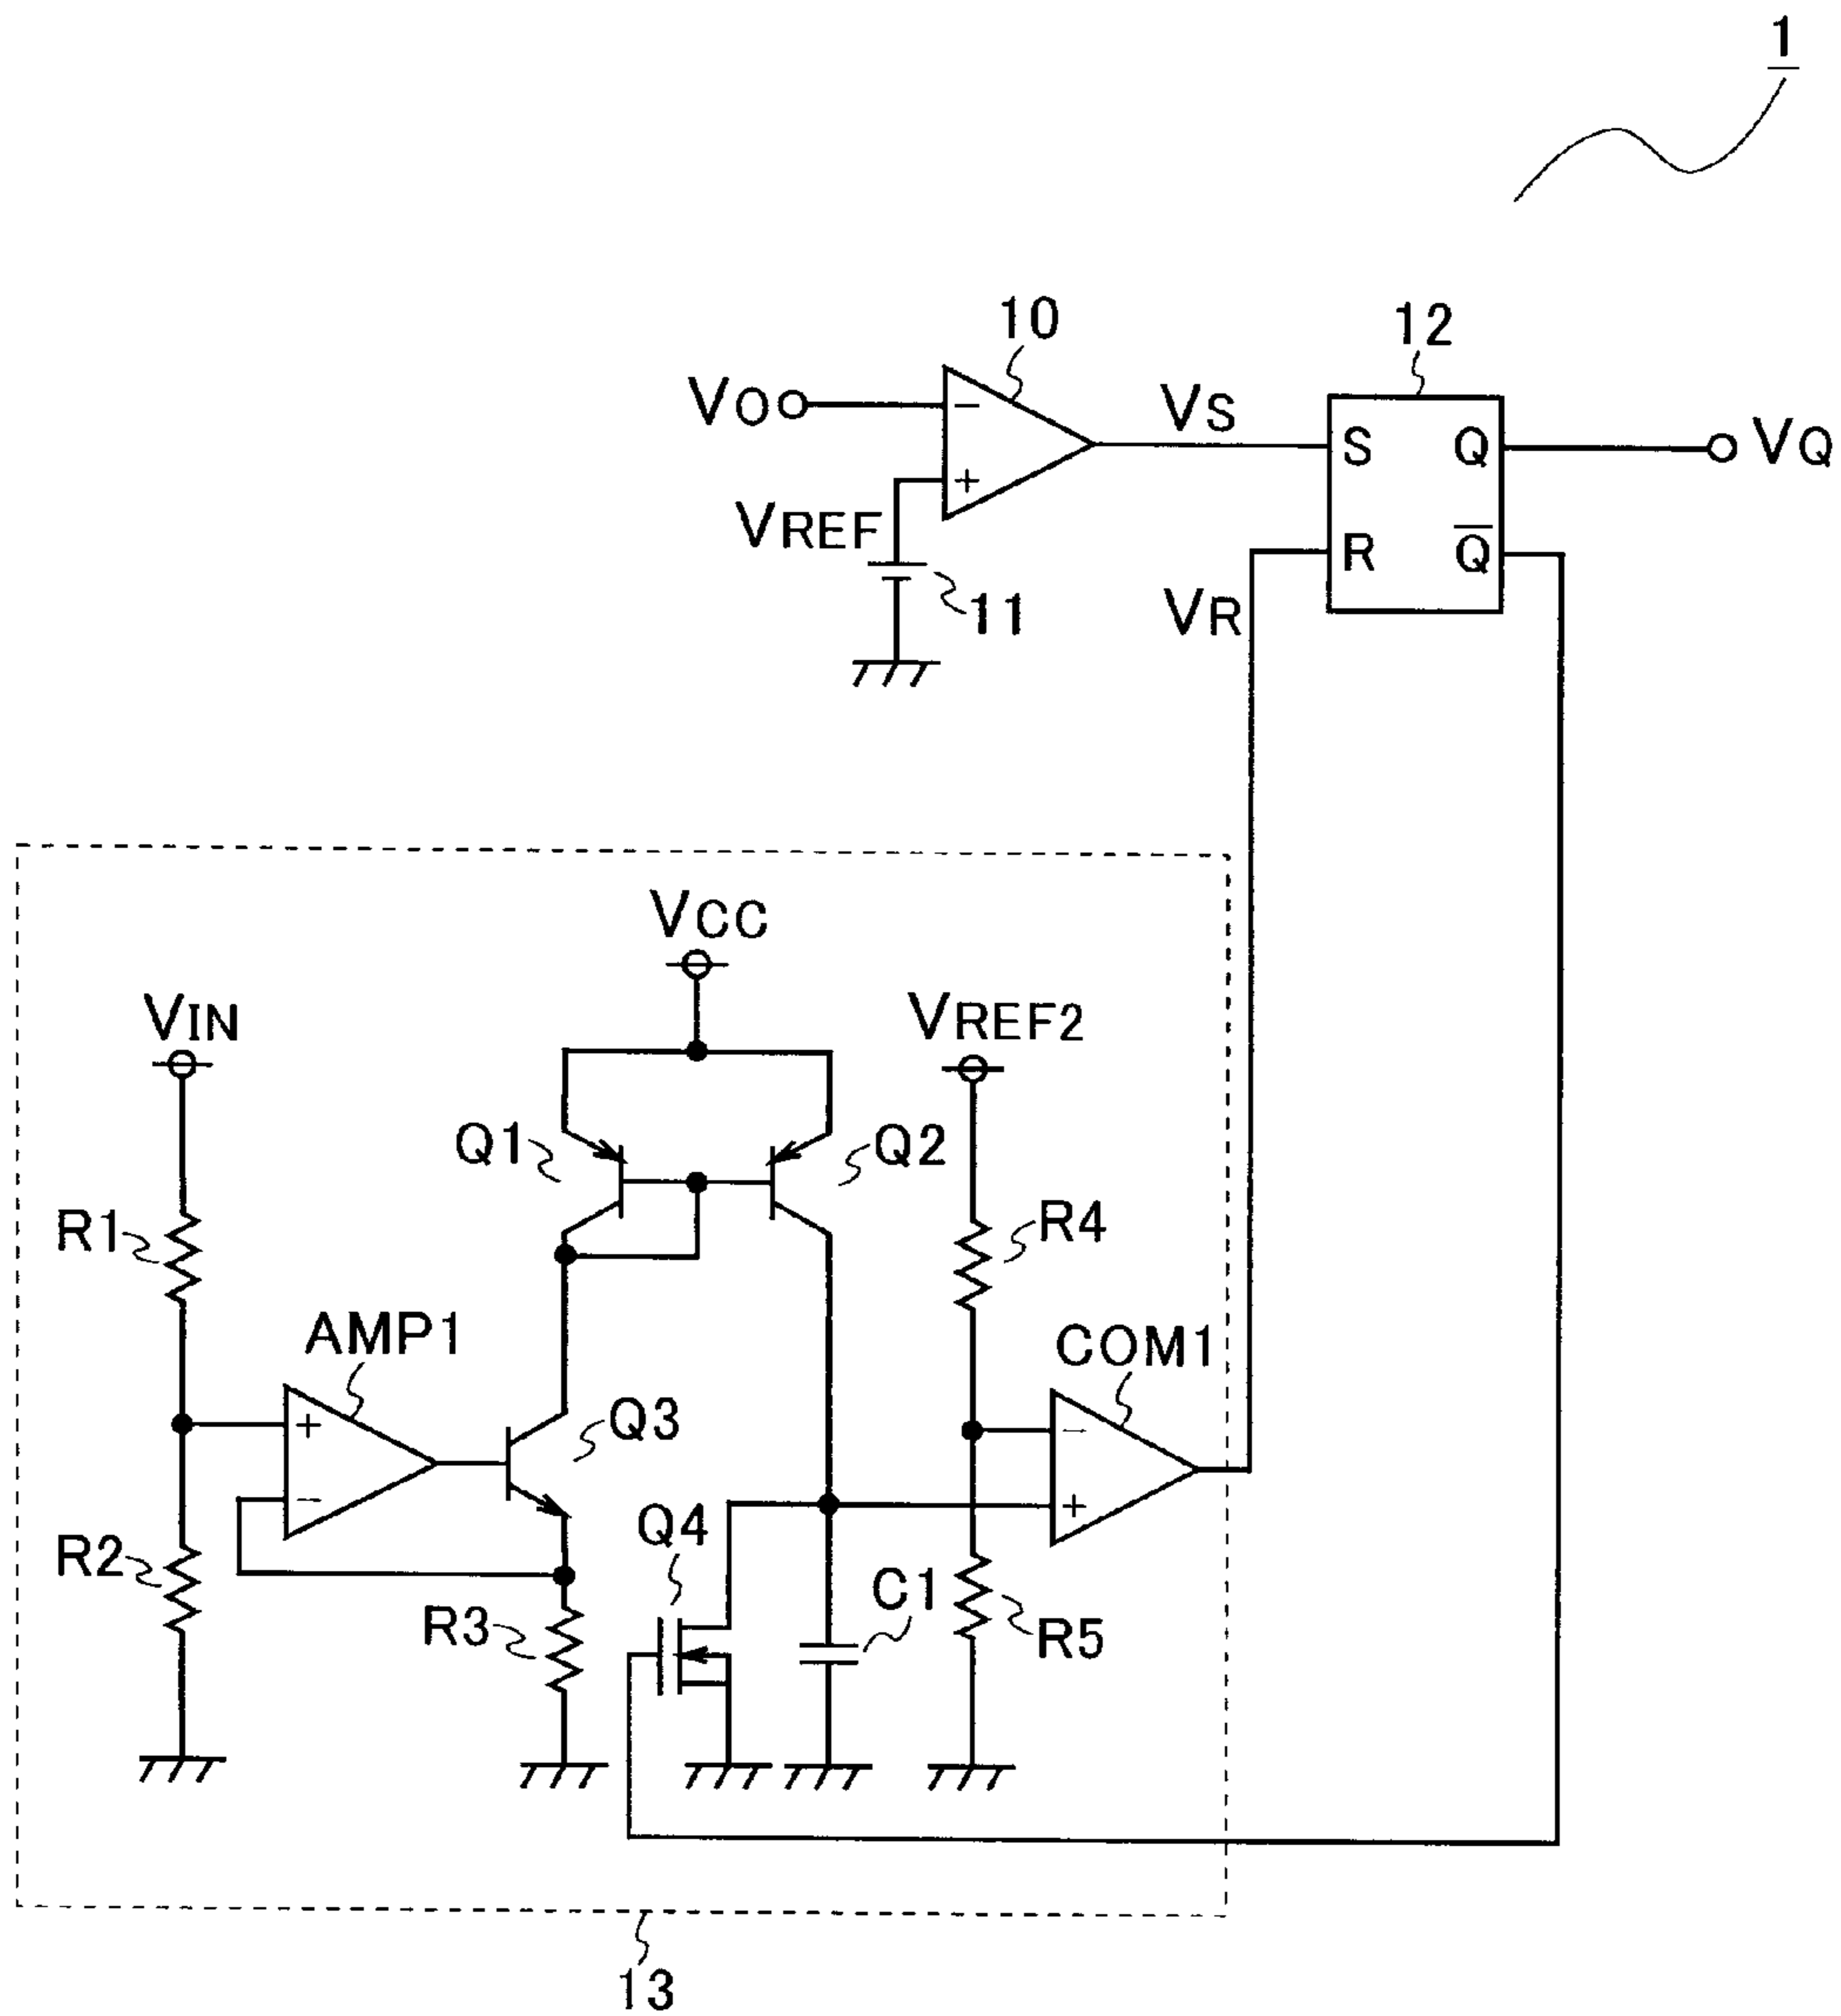 1
10
12
VO
−
VS
S
Q
VQ
+
VREF
R
Q̅
11
VR
VCC
VIN
VREF2
Q1
Q2
R1
R4
AMP1
COM1
+
Q3
−
−
Q4
+
R2
C1
R3
R5
13